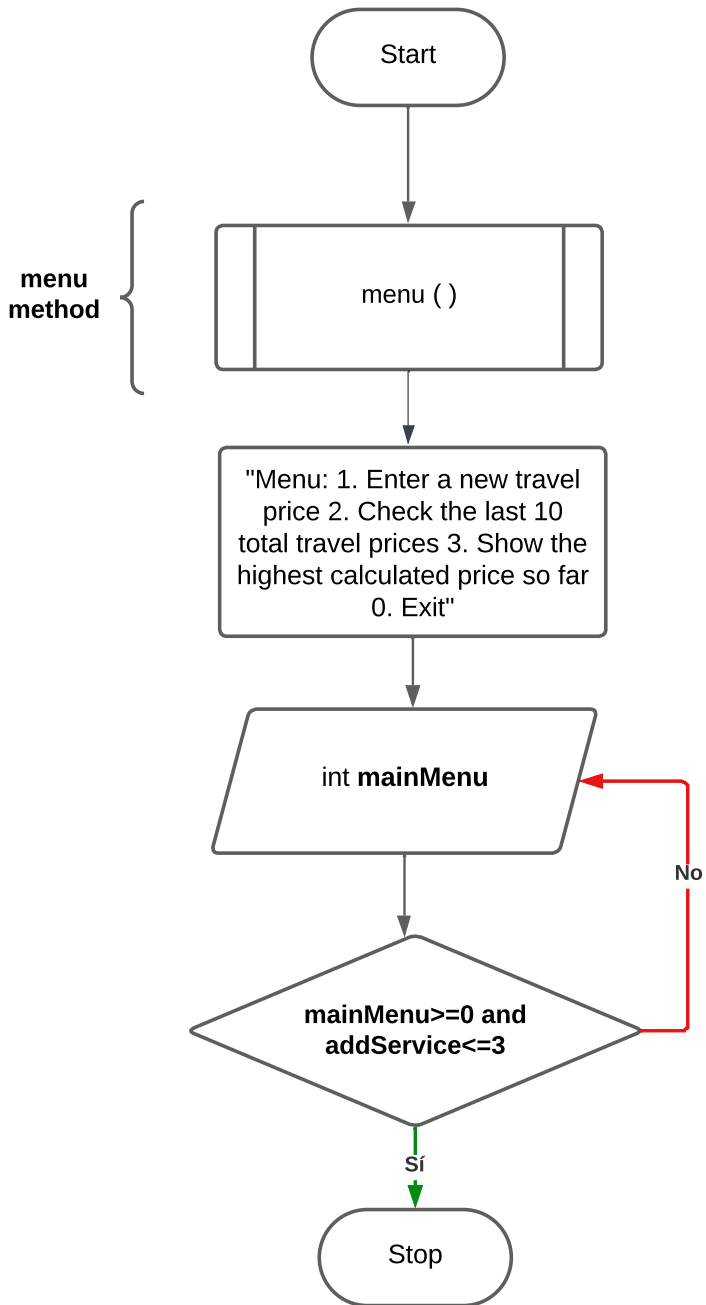 Start
menu
method
menu ( )
"Menu: 1. Enter a new travel
price 2. Check the last 10
total travel prices 3. Show the
highest calculated price so far
0. Exit"
int mainMenu
No
mainMenu>=0 and
addService<=3
Sí
Stop